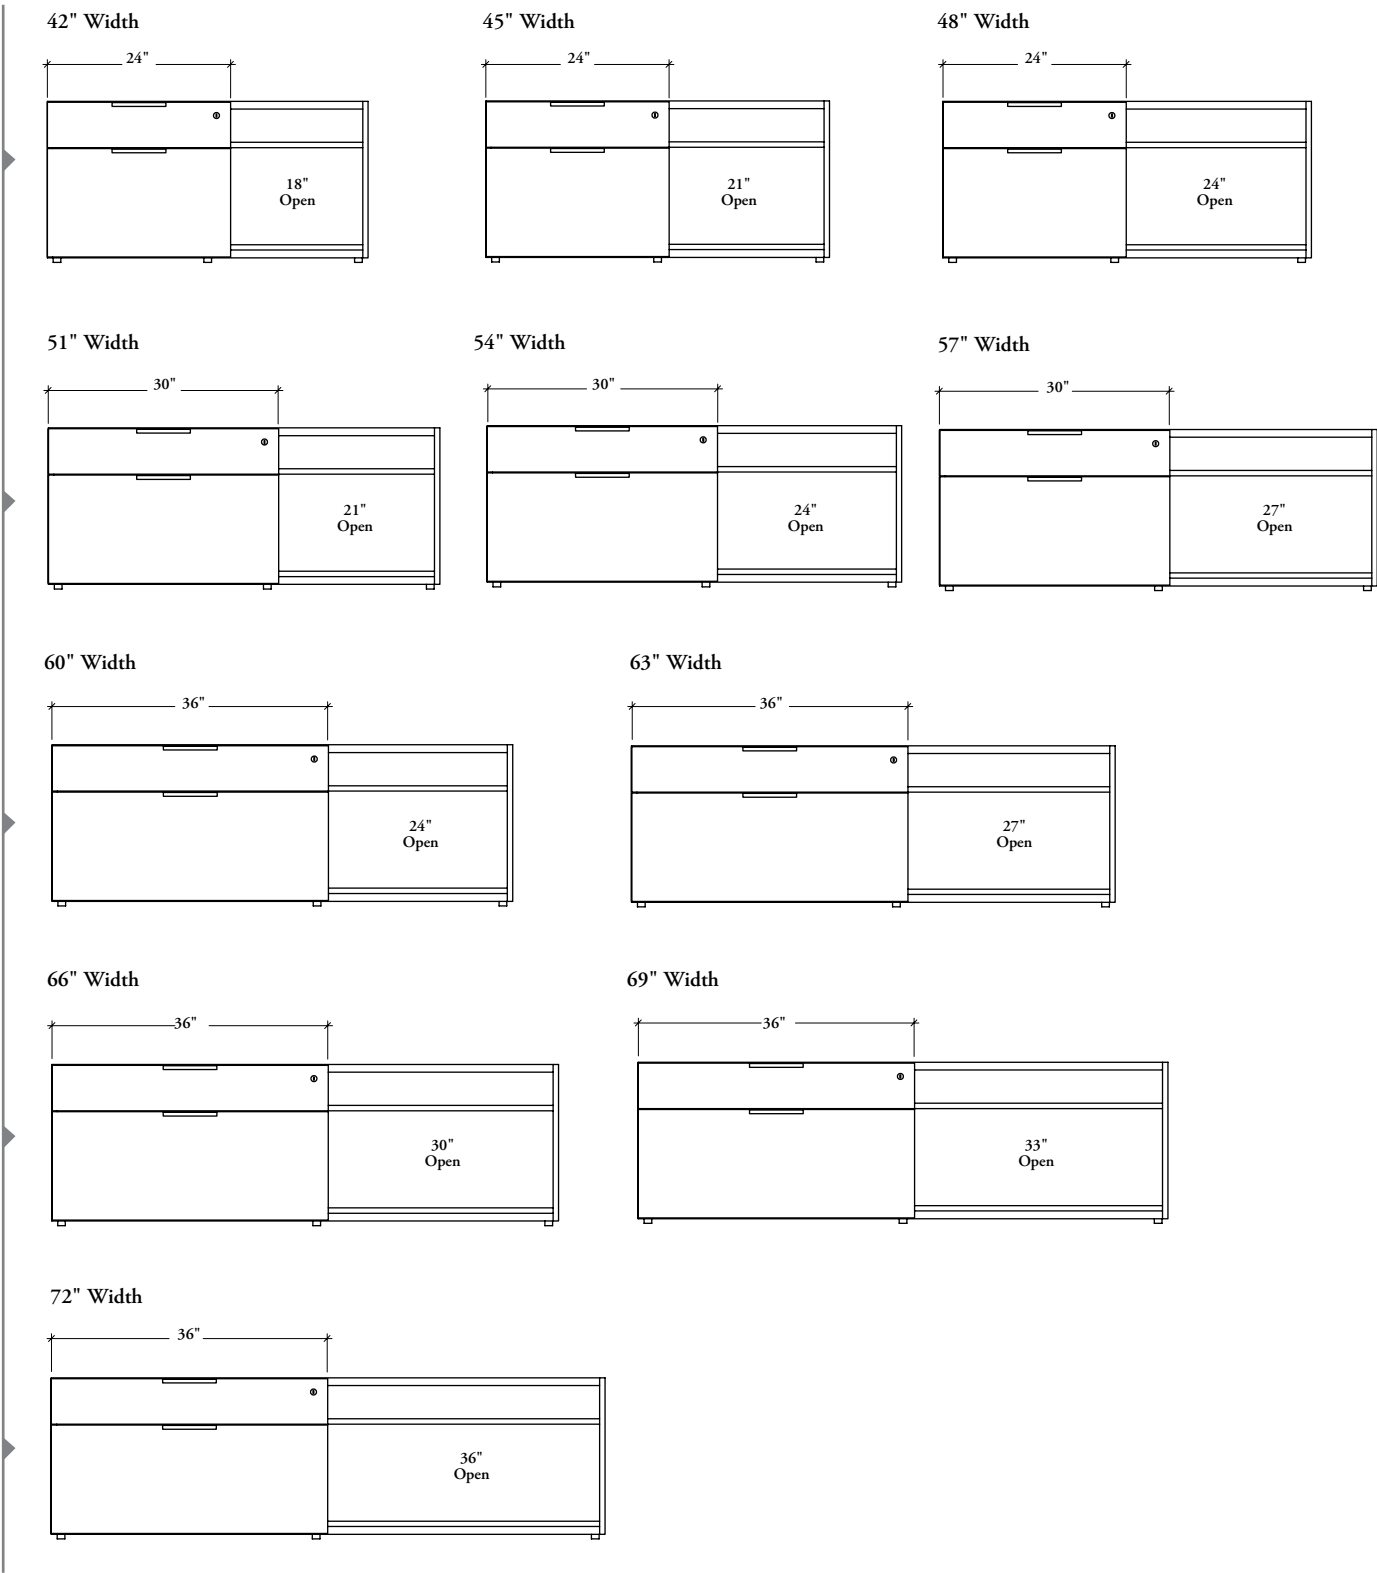 42" Width
45" Width
48" Width
24"
24"
24"
18"
Open
21"
Open
24"
Open
51" Width
54" Width
57" Width
30"
30"
30"
21"
Open
24"
Open
27"
Open
60" Width
63" Width
36"
36"
24"
Open
27"
Open
66" Width
69" Width
36"
36"
30"
Open
33"
Open
72" Width
36"
36"
Open